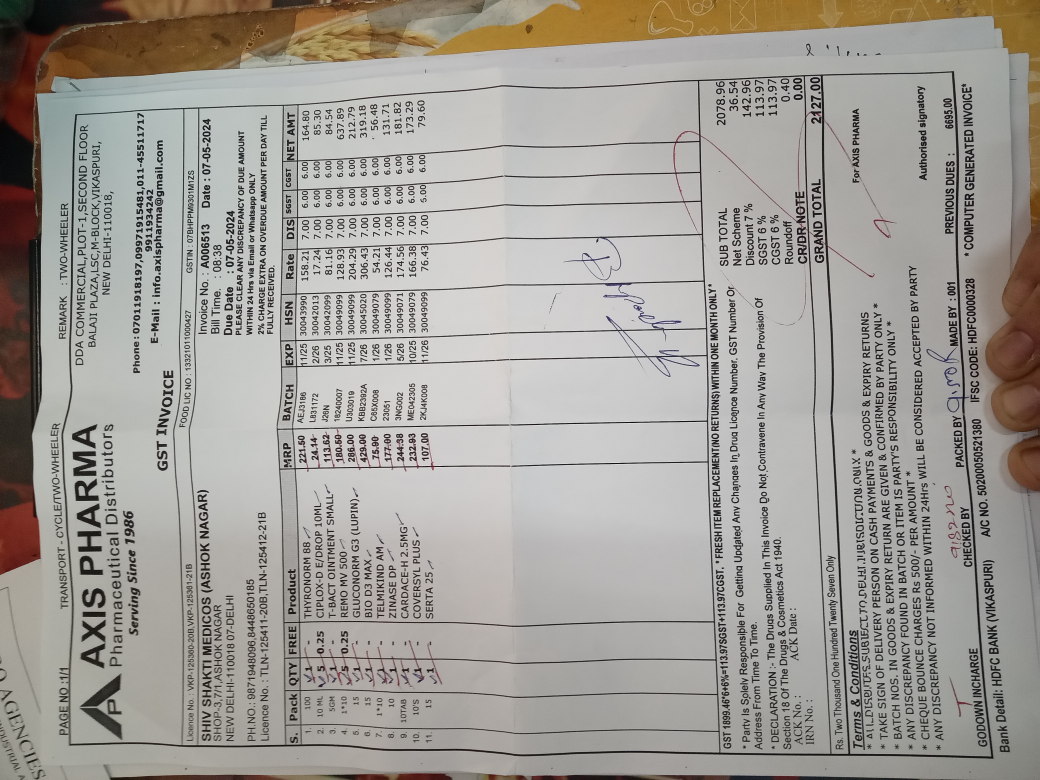 PAGE NO :1/1 TRANSPORT - CYCLE/TWO-WHEELER REMARK : TWO-WHEELER
AXIS PHARMA
Pharmaceutical Distributors
Serving Since 1986
DDA COMMERCIAL,PLOT-1,SECOND FLOOR
BALAJI PLAZA,LSC,M-BLOCK,VIKASPURI,
NEW DELHI-110018,
Phone : 07011918197,09971915481,011-45511717
9911934242
E-Mail : info.axispharma@gmail.com
GST INVOICE
Licence No : VKP-125360-20B,VKP-125361-21B FOOD LIC NO : 13321011000427 GSTIN : 07BHPPM9301M1ZS
SHIV SHAKTI MEDICOS (ASHOK NAGAR)
SHOP-3,7/1,ASHOK NAGAR
NEW DELHI-110018 07-DELHI
PH.NO.: 9871948096,8448650185
Licence No. : TLN-125411-20B,TLN-125412-21B
Invoice No. : A006513 Date : 07-05-2024
Bill Time. : 08.38
Due Date : 07-05-2024
PLEASE CLEAR ANY DISCREPANCY OF DUE AMOUNT
WITHIN 24 Hrs via Email or Whatsapp ONLY
2% CHARGE EXTRA ON OVERDUE AMOUNT PER DAY TILL
FULLY RECEIVED.
S. Pack QTY FREE Product MRP BATCH EXP HSN Rate DIS SGST CGST NET AMT
1. 100 1 - THYRONORM 88 221.50 AEJ3186 11/25 30043990 158.21 7.00 6.00 6.00 164.80
2. 10 ML 5 0.25 CIPLOX-D E/DROP 10ML 24.14 L831172 2/26 30042013 17.24 7.00 6.00 6.00 85.30
3. 5GM 1 - T-BACT OINTMENT SMALL 113.62 J28N 3/25 30042099 81.16 7.00 6.00 6.00 84.54
4. 1*10 5 0.25 REMO MV 500 180.50 18240007 11/25 30049099 128.93 7.00 6.00 6.00 637.89
5. 15 1 - GLUCONORM G3 (LUPIN) 286.00 U303019 11/25 30049099 204.29 7.00 6.00 6.00 212.79
6. 15 1 - BIO D3 MAX 429.00 KBB2392A 7/26 30045020 306.43 7.00 6.00 6.00 319.18
7. 1*10 1 - TELMIKIND AM 75.90 C65X008 1/26 30049079 54.21 7.00 6.00 6.00 56.48
8. 10 1 - ZINASE DP 177.00 23051 1/26 30049099 126.44 7.00 6.00 6.00 131.71
9. 10TAB 1 - CARDACE-H 2.5MG 244.38 3NG002 5/26 30049071 174.56 7.00 6.00 6.00 181.82
10. 10'S 1 - COVERSYL PLUS 232.93 MED42305 10/25 30049079 166.38 7.00 6.00 6.00 173.29
11. 15 1 - SERTA 25 107.00 2KJ4K008 11/26 30049099 76.43 7.00 5.00 6.00 79.60
GST 1899.46*6+6%=113.97SGST+113.97CGST, *FRESH ITEM REPLACEMENT(NO RETURNS) WITHIN ONE MONTH ONLY*
* Party Is Splely Responsible For Getting Updated Any Changes In Drug Licence Number, GST Number Or
Address From Time To Time.
* DECLARATION :- The Drugs Supplied In This Invoice Do Not Contravene In Any Way The Provision Of
Section 18 Of The Drugs & Cosmetics Act 1940.
ACK No. : ACK Date :
IRN No. :
SUB TOTAL 2078.96
Net Scheme 36.54
Discount 7 % 142.96
SGST 6 % 113.97
CGST 6 % 113.97
Roundoff 0.40
CR/DR NOTE 0.00
GRAND TOTAL 2127.00
Rs. Two Thousand One Hundred Twenty Seven Only
Terms & Conditions
* ALL DISPUTES SUBJECT TO DELHI JURISDICTION ONLY *
* TAKE SIGN OF DELIVERY PERSON ON CASH PAYMENTS & GOODS & EXPIRY RETURNS
* BATCH NOS. IN GOODS & EXPIRY RETURN ARE GIVEN & CONFIRMED BY PARTY ONLY *
* ANY DISCREPANCY FOUND IN BATCH OR ITEM IS PARTY'S RESPONSIBILITY ONLY *
* CHEQUE BOUNCE CHARGES Rs 500/- PER AMOUNT *
* ANY DISCREPANCY NOT INFORMED WITHIN 24Hrs WILL BE CONSIDERED ACCEPTED BY PARTY
For AXIS PHARMA
Authorised signatory
GODOWN INCHARGE CHECKED BY PACKED BY MADE BY : 001 PREVIOUS DUES : 6695.00
Bank Detail: HDFC BANK (VIKASPURI) A/C NO. 50200050521380 IFSC CODE: HDFC0000328 * COMPUTER GENERATED INVOICE*